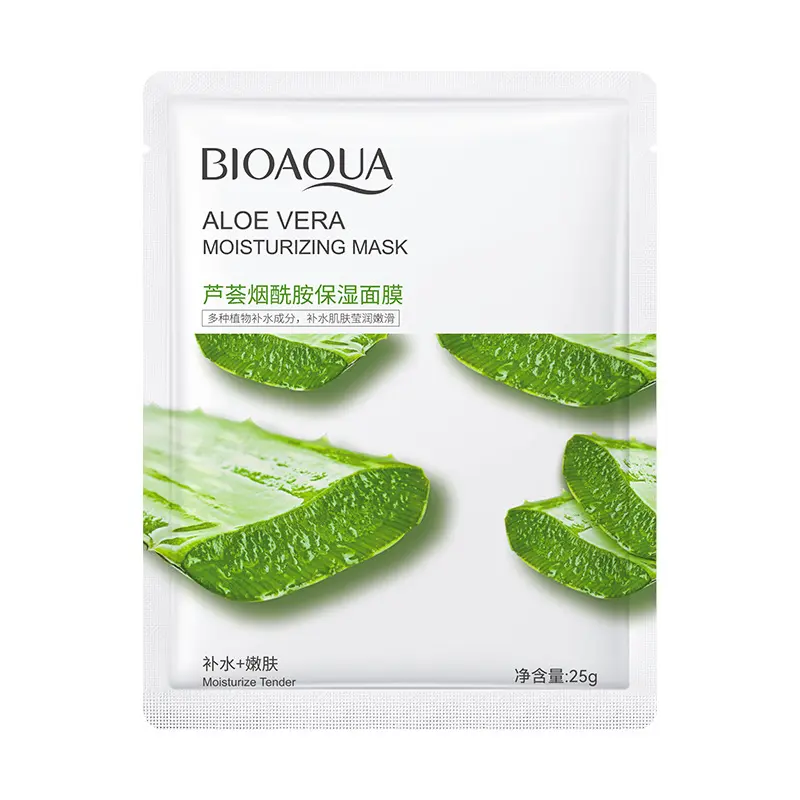 BIOAQUA
ALOE VERA
MOISTURIZING MASK
芦荟烟酰胺保湿面膜
多种植物补水成分，补水肌肤莹润嫩滑
补水+嫩肤
Moisturize Tender
净含量:25g